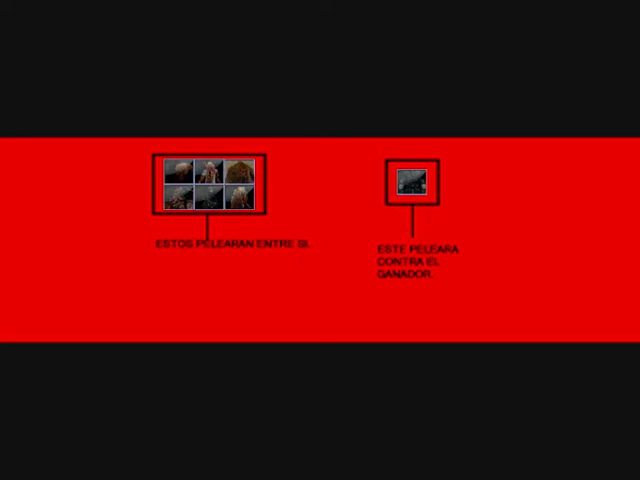 ESTOS PELEARAN ENTRE SI.
ESTE PELEARA
CONTRA EL
GANADOR.